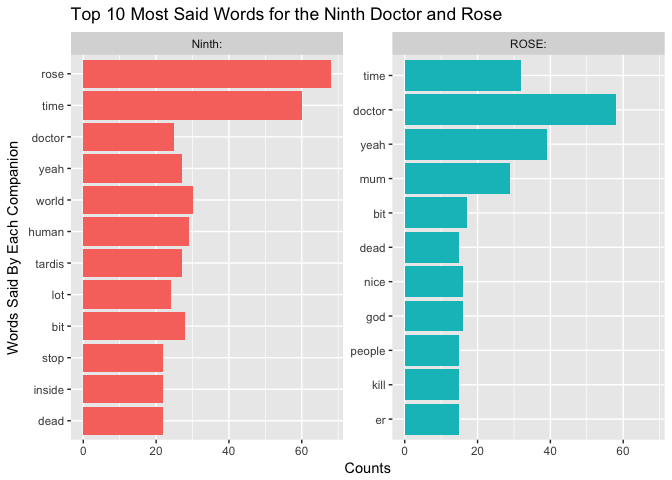 Top 10 Most Said Words for the Ninth Doctor and Rose
Ninth:
ROSE:
Words Said By Each Companion
rose
time
doctor
yeah
world
human
tardis
lot
bit
stop
inside
dead
time
doctor
yeah
mum
bit
dead
nice
god
people
kill
er
0 20 40 60
0 20 40 60
Counts